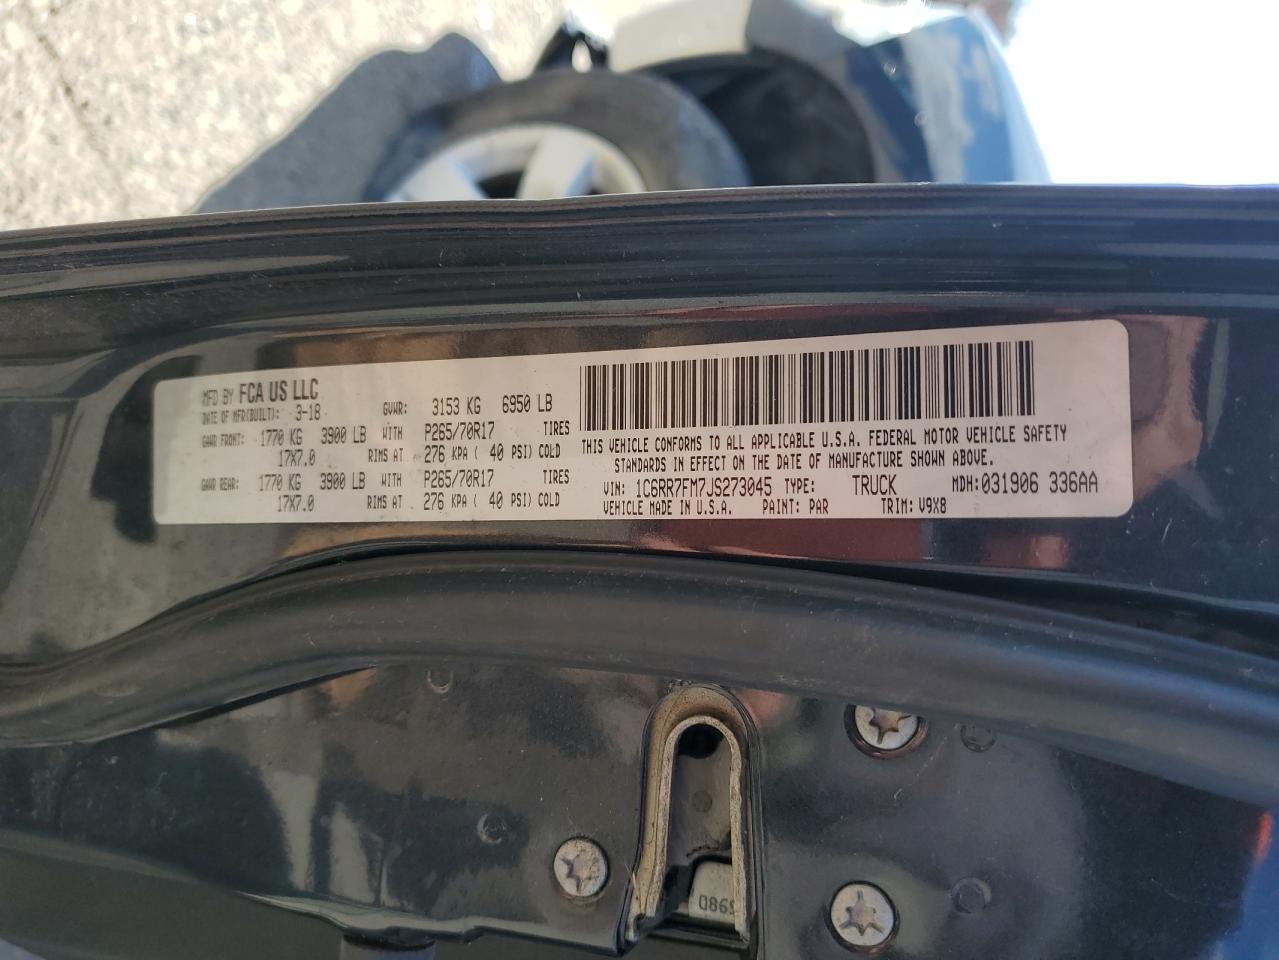 MFD BY FCA US LLC
DATE OF MFR(BUILT): 3-18 GVWR: 3153 KG 6950 LB
GAWR FRONT: 1770 KG 3900 LB WITH P265/70R17 TIRES
17X7.0 RIMS AT 276 KPA ( 40 PSI) COLD
GAWR REAR: 1770 KG 3900 LB WITH P265/70R17 TIRES
17X7.0 RIMS AT 276 KPA ( 40 PSI) COLD
THIS VEHICLE CONFORMS TO ALL APPLICABLE U.S.A. FEDERAL MOTOR VEHICLE SAFETY
STANDARDS IN EFFECT ON THE DATE OF MANUFACTURE SHOWN ABOVE.
VIN: 1C6RR7FM7JS273045 TYPE: TRUCK MDH: 031906 336AA
VEHICLE MADE IN U.S.A. PAINT: PAR TRIM: V9X8